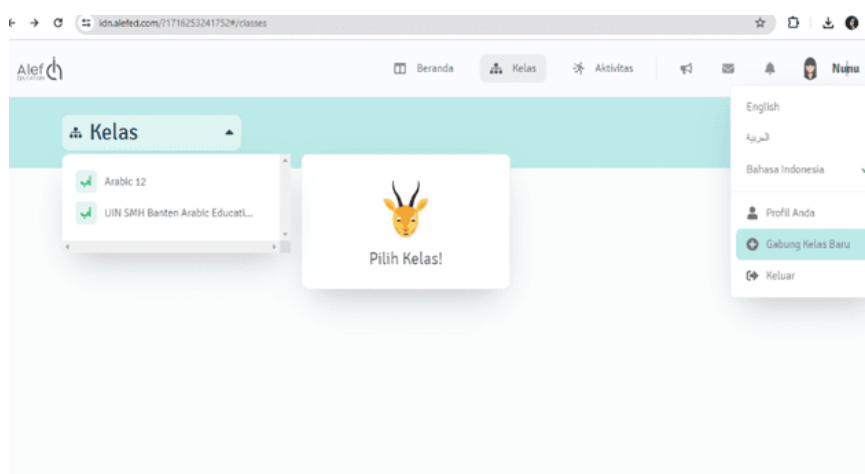 idn.alefed.com/?1716253241752#/classes
Alef
EDUCATION
Beranda
Kelas
Aktivitas
Nunu
English
العربية
Bahasa Indonesia
Profil Anda
Gabung Kelas Baru
Keluar
Kelas
Arabic 12
UIN SMH Banten Arabic Educati...
Pilih Kelas!